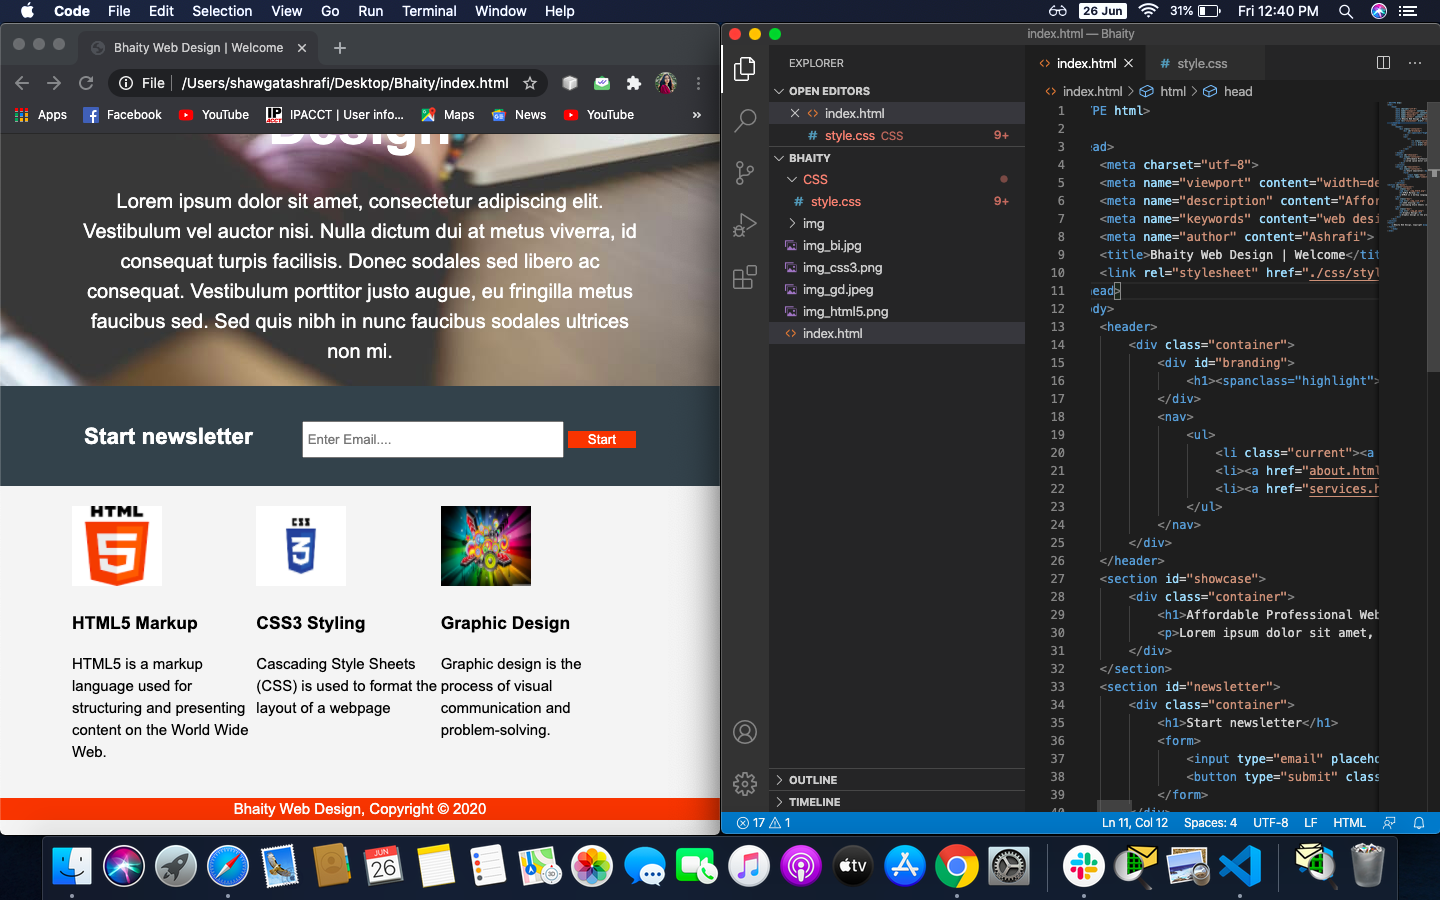 Code File Edit Selection View Go Run Terminal Window Help
26 Jun 31% Fri 12:40 PM
Bhaity Web Design | Welcome
File | /Users/shawgatashrafi/Desktop/Bhaity/index.html
Apps Facebook YouTube IPACCT | User info... Maps News YouTube »
Design
Lorem ipsum dolor sit amet, consectetur adipiscing elit.
Vestibulum vel auctor nisi. Nulla dictum dui at metus viverra, id
consequat turpis facilisis. Donec sodales sed libero ac
consequat. Vestibulum porttitor justo augue, eu fringilla metus
faucibus sed. Sed quis nibh in nunc faucibus sodales ultrices
non mi.
Start newsletter
Enter Email....
Start
HTML
5
CSS
3
HTML5 Markup
HTML5 is a markup
language used for
structuring and presenting
content on the World Wide
Web.
CSS3 Styling
Cascading Style Sheets
(CSS) is used to format the
layout of a webpage
Graphic Design
Graphic design is the
process of visual
communication and
problem-solving.
Bhaity Web Design, Copyright © 2020
index.html — Bhaity
EXPLORER
OPEN EDITORS
index.html
style.css CSS 9+
BHAITY
CSS
style.css 9+
img
img_bi.jpg
img_css3.png
img_gd.jpeg
img_html5.png
index.html
OUTLINE
TIMELINE
index.html style.css
index.html > html > head
1 YPE html>
2
3 ead>
4 <meta charset="utf-8">
5 <meta name="viewport" content="width=de
6 <meta name="description" content="Affor
7 <meta name="keywords" content="web desi
8 <meta name="author" content="Ashrafi">
9 <title>Bhaity Web Design | Welcome</tit
10 <link rel="stylesheet" href="./css/styl
11 ead>
12 dy>
13 <header>
14 <div class="container">
15 <div id="branding">
16 <h1><spanclass="highlight">
17 </div>
18 <nav>
19 <ul>
20 <li class="current"><a
21 <li><a href="about.html
22 <li><a href="services.h
23 </ul>
24 </nav>
25 </div>
26 </header>
27 <section id="showcase">
28 <div class="container">
29 <h1>Affordable Professional Web
30 <p>Lorem ipsum dolor sit amet,
31 </div>
32 </section>
33 <section id="newsletter">
34 <div class="container">
35 <h1>Start newsletter</h1>
36 <form>
37 <input type="email" placeho
38 <button type="submit" class
39 </form>
40 </div>
17 1 Ln 11, Col 12 Spaces: 4 UTF-8 LF HTML
JUN
26
3D
tv